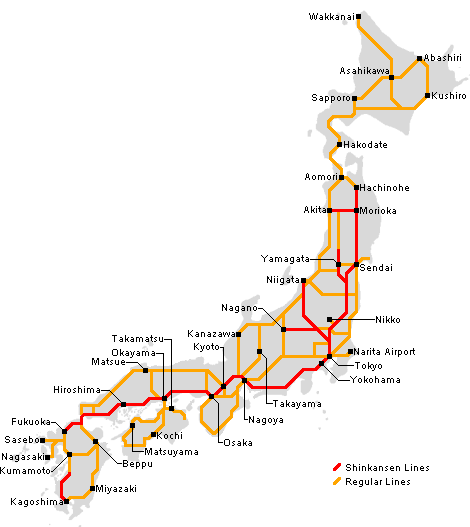 Wakkanai
Abashiri
Asahikawa
Sapporo
Kushiro
Hakodate
Aomori
Hachinohe
Akita
Morioka
Yamagata
Sendai
Niigata
Nagano
Nikko
Takamatsu
Kanazawa
Okayama
Kyoto
Narita Airport
Matsue
Tokyo
Yokohama
Hiroshima
Takayama
Nagoya
Fukuoka
Kochi
Sasebo
Osaka
Matsuyama
Nagasaki
Beppu
Kumamoto
Miyazaki
Kagoshima
Shinkansen Lines
Regular Lines